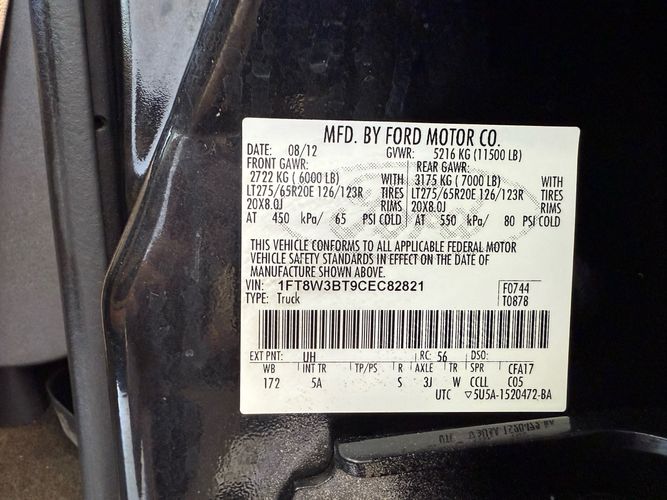 MFD. BY FORD MOTOR CO.
DATE: 08/12 GVWR: 5216 KG (11500 LB)
FRONT GAWR: REAR GAWR:
2722 KG ( 6000 LB) WITH 3175 KG ( 7000 LB) WITH
LT275/65R20E 126/123R TIRES LT275/65R20E 126/123R TIRES
20X8.0J RIMS 20X8.0J RIMS
AT 450 kPa/ 65 PSI COLD AT 550 kPa/ 80 PSI COLD
THIS VEHICLE CONFORMS TO ALL APPLICABLE FEDERAL MOTOR
VEHICLE SAFETY STANDARDS IN EFFECT ON THE DATE OF
MANUFACTURE SHOWN ABOVE.
VIN: 1FT8W3BT9CEC82821 F0744
TYPE: Truck T0878
EXT PNT: UH RC: 56 DSO:
WB INT TR TP/PS R AXLE TR SPR CFA17
172 5A S 3J W CCLL C05
UTC ▽5U5A-1520472-BA